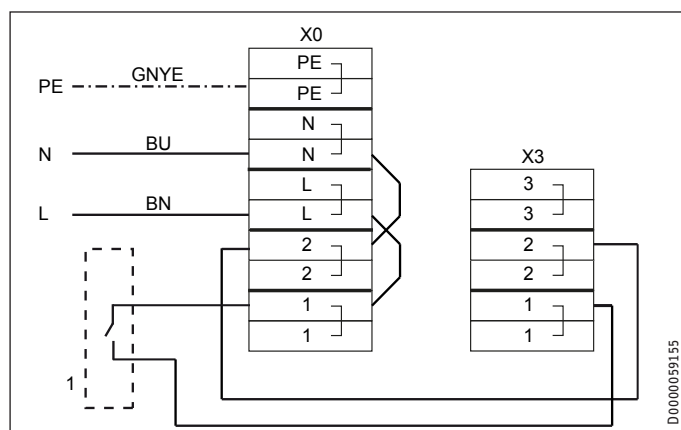 X0
PE
PE GNYE PE
N
N BU N X3
L 3
L BN L 3
2 2
2 2
1 1
1 1 1
D0000059155